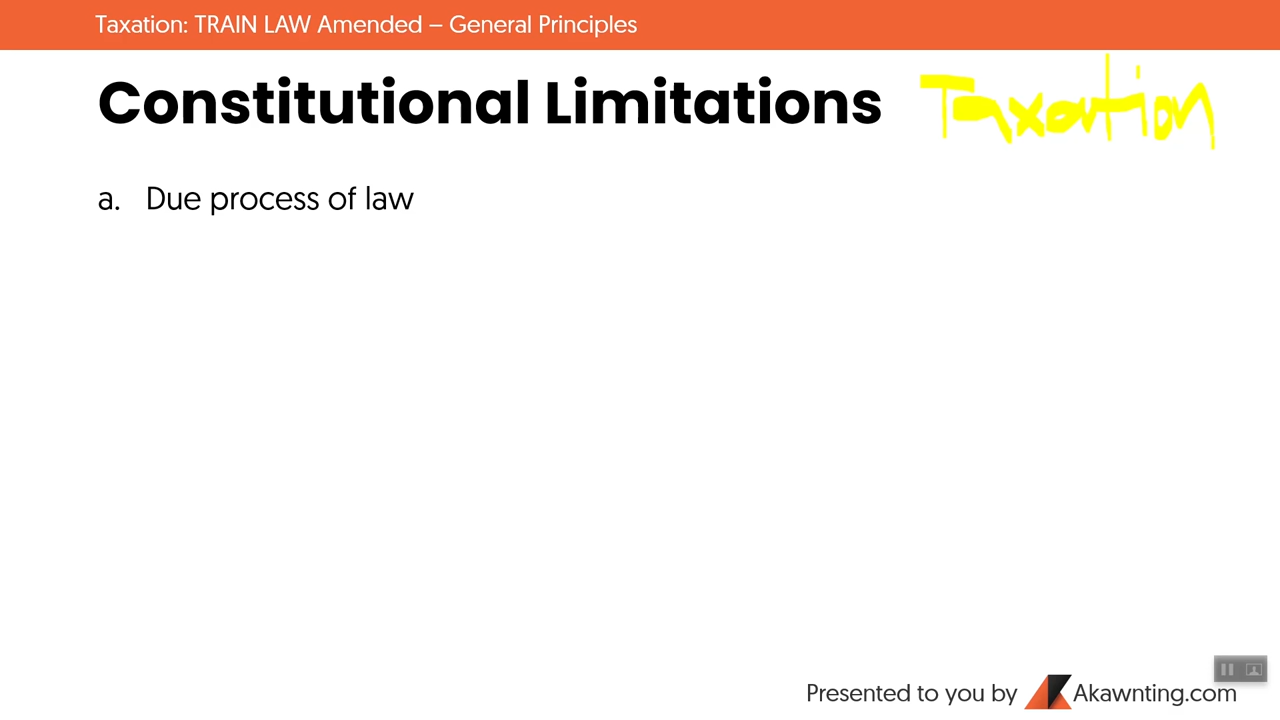 Taxation: TRAIN LAW Amended – General Principles
Constitutional Limitations Taxation
a. Due process of law
Presented to you by Akawnting.com